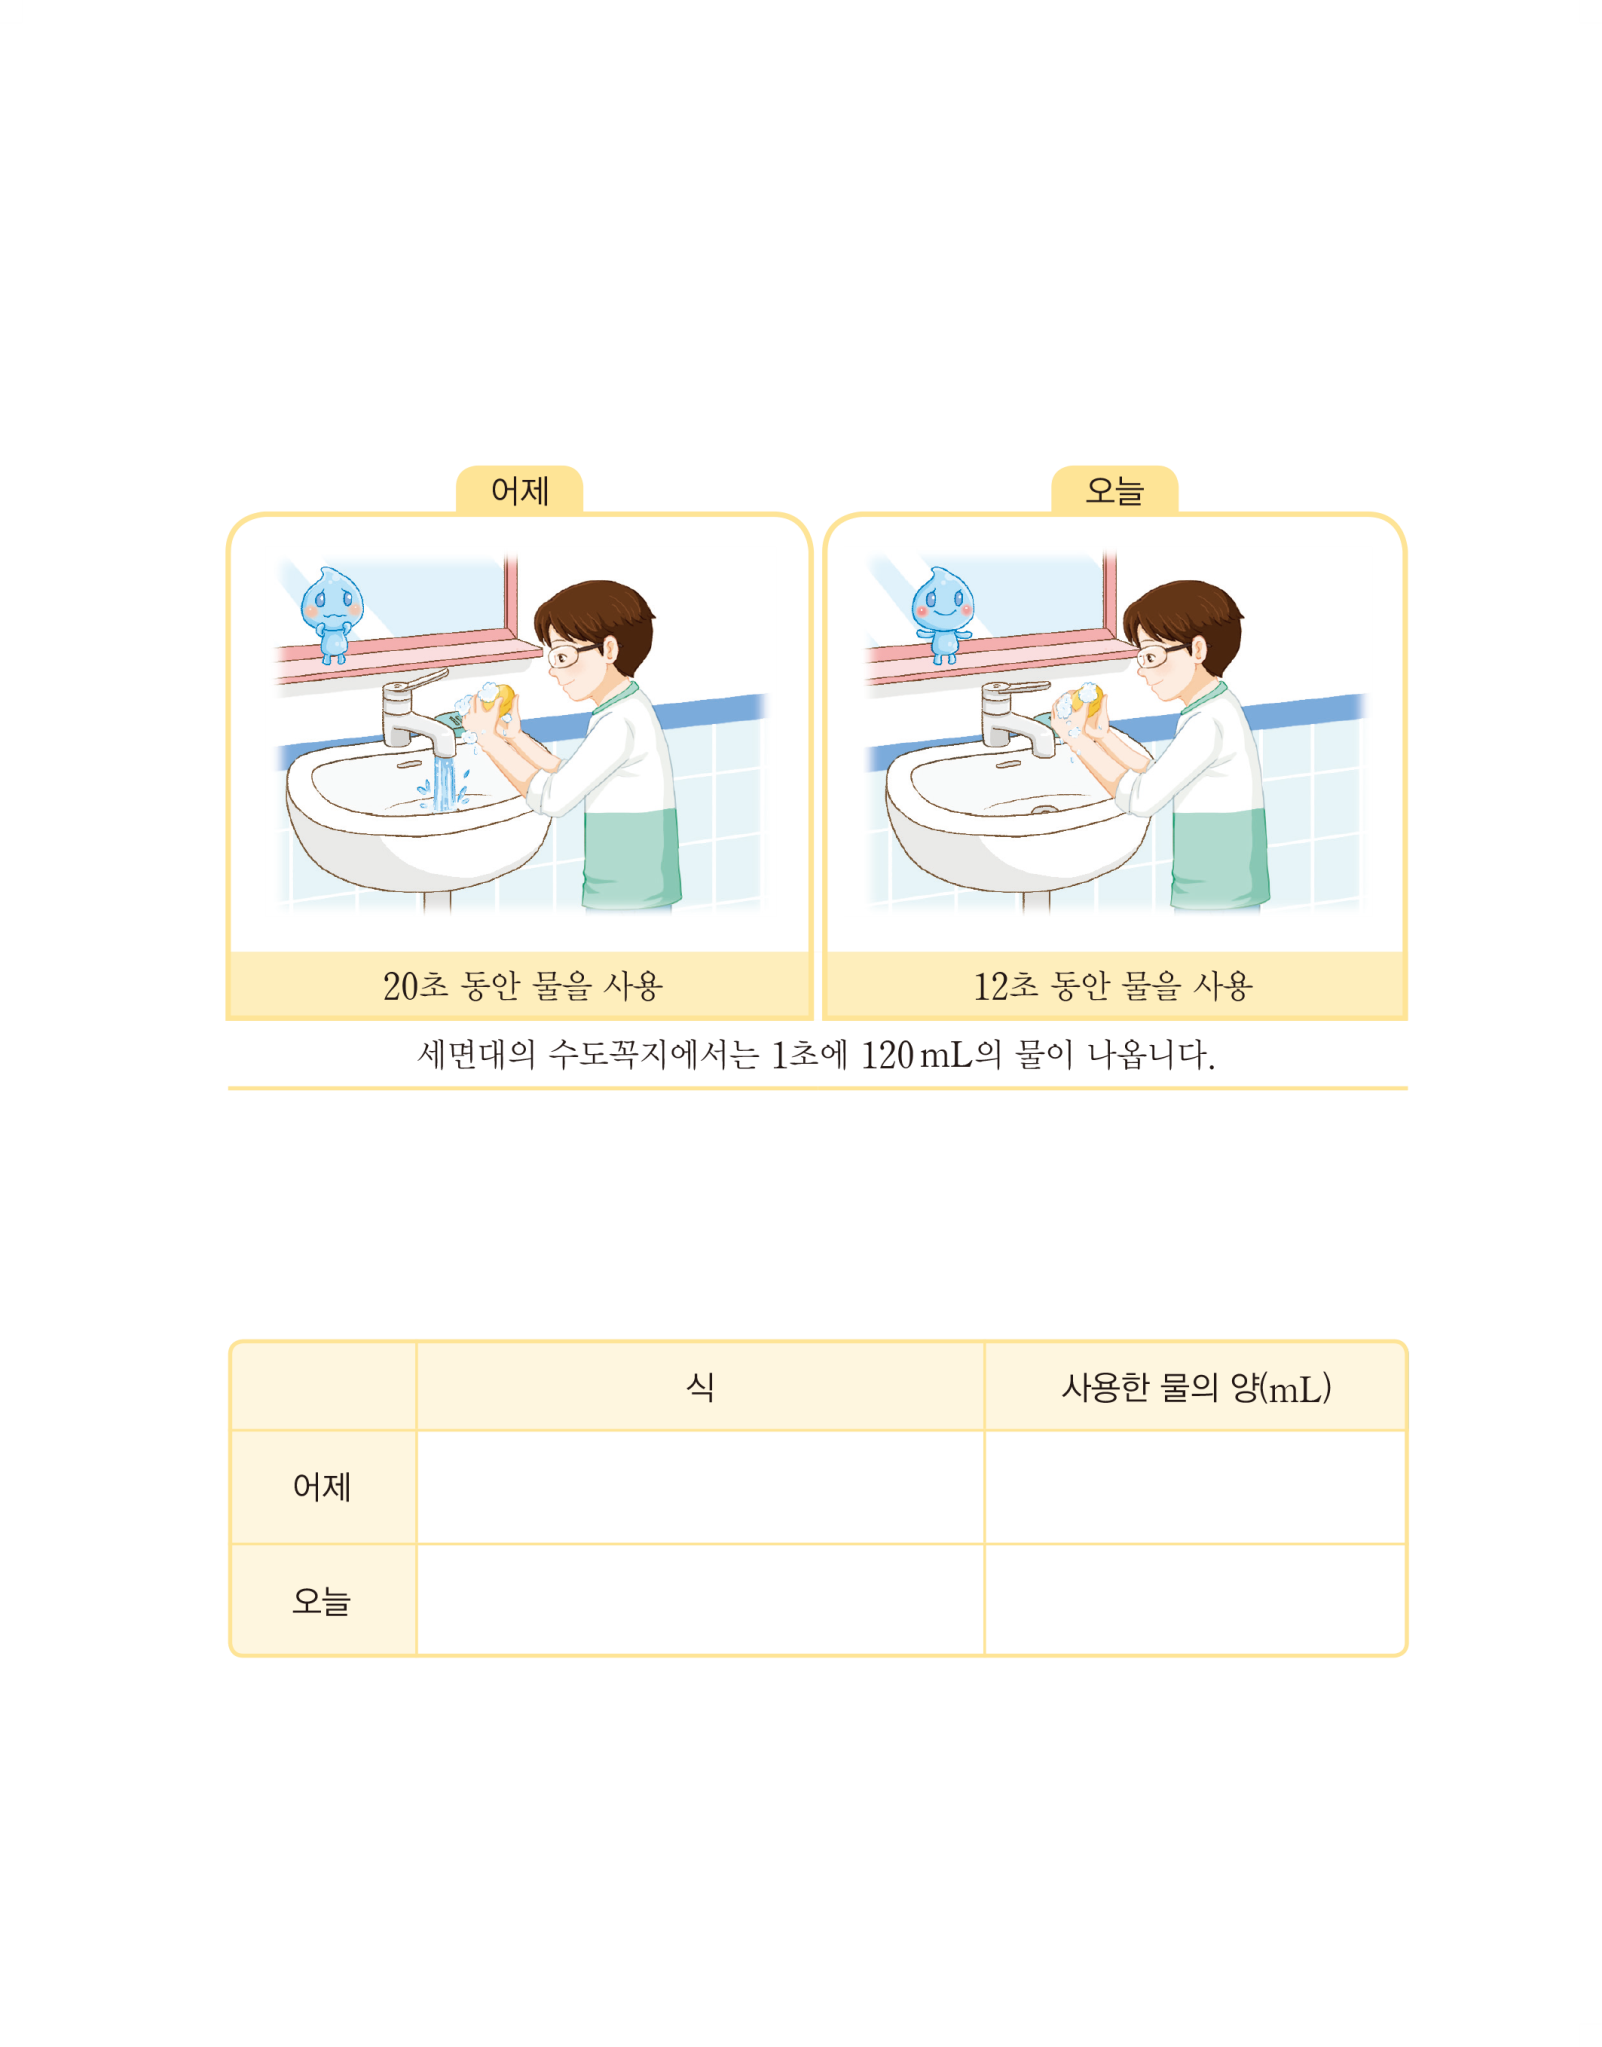 어제
오늘
20초 동안 물을 사용
12초 동안 물을 사용
세면대의 수도꼭지에서는 1초에 120 mL의 물이 나옵니다.
식
사용한 물의 양(mL)
어제
오늘